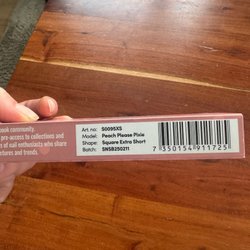 book community.
pre-access to collections and
s of nail enthusiasts who share
ctures and trends.
Art no: S0095XS
Model: Peach Please Pixie
Shape: Square Extra Short
Batch: SNSB250211
7 350154 911725